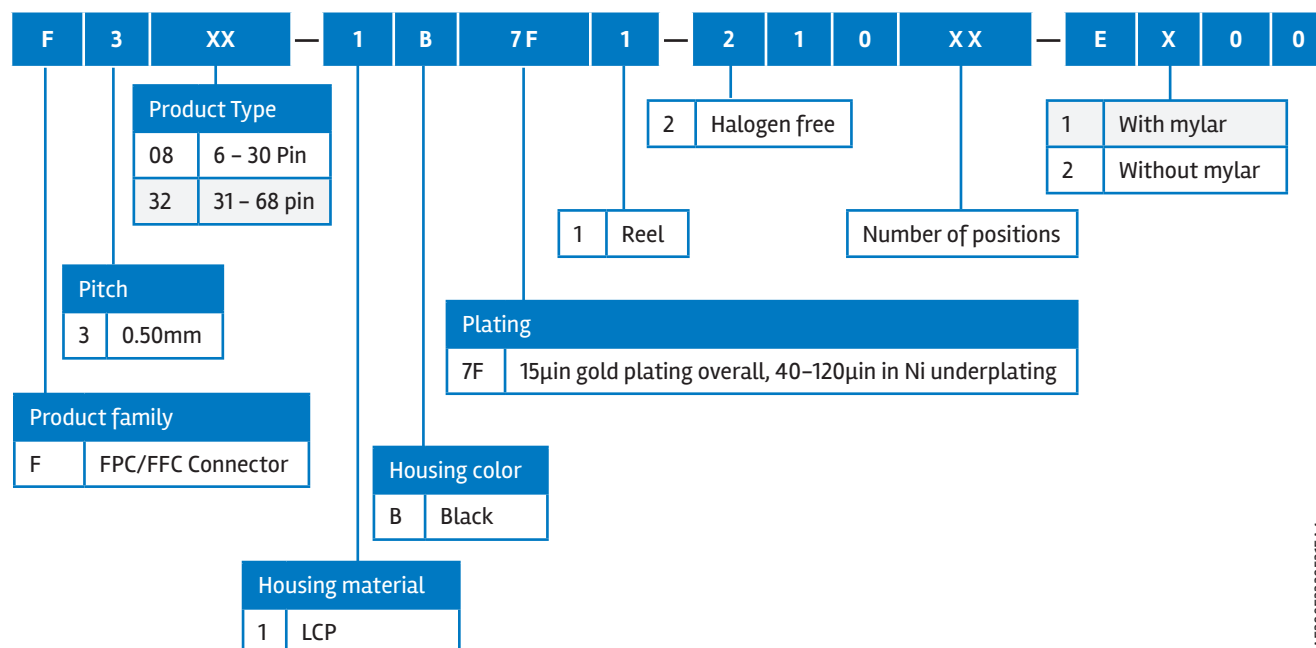 F 3 XX — 1 B 7F 1 — 2 1 0 XX — E X 0 0
Product Type
08 6 – 30 Pin
32 31 – 68 pin
2 Halogen free
1 With mylar
2 Without mylar
1 Reel
Number of positions
Pitch
3 0.50mm
Plating
7F 15µin gold plating overall, 40–120µin in Ni underplating
Product family
F FPC/FFC Connector
Housing color
B Black
Housing material
1 LCP